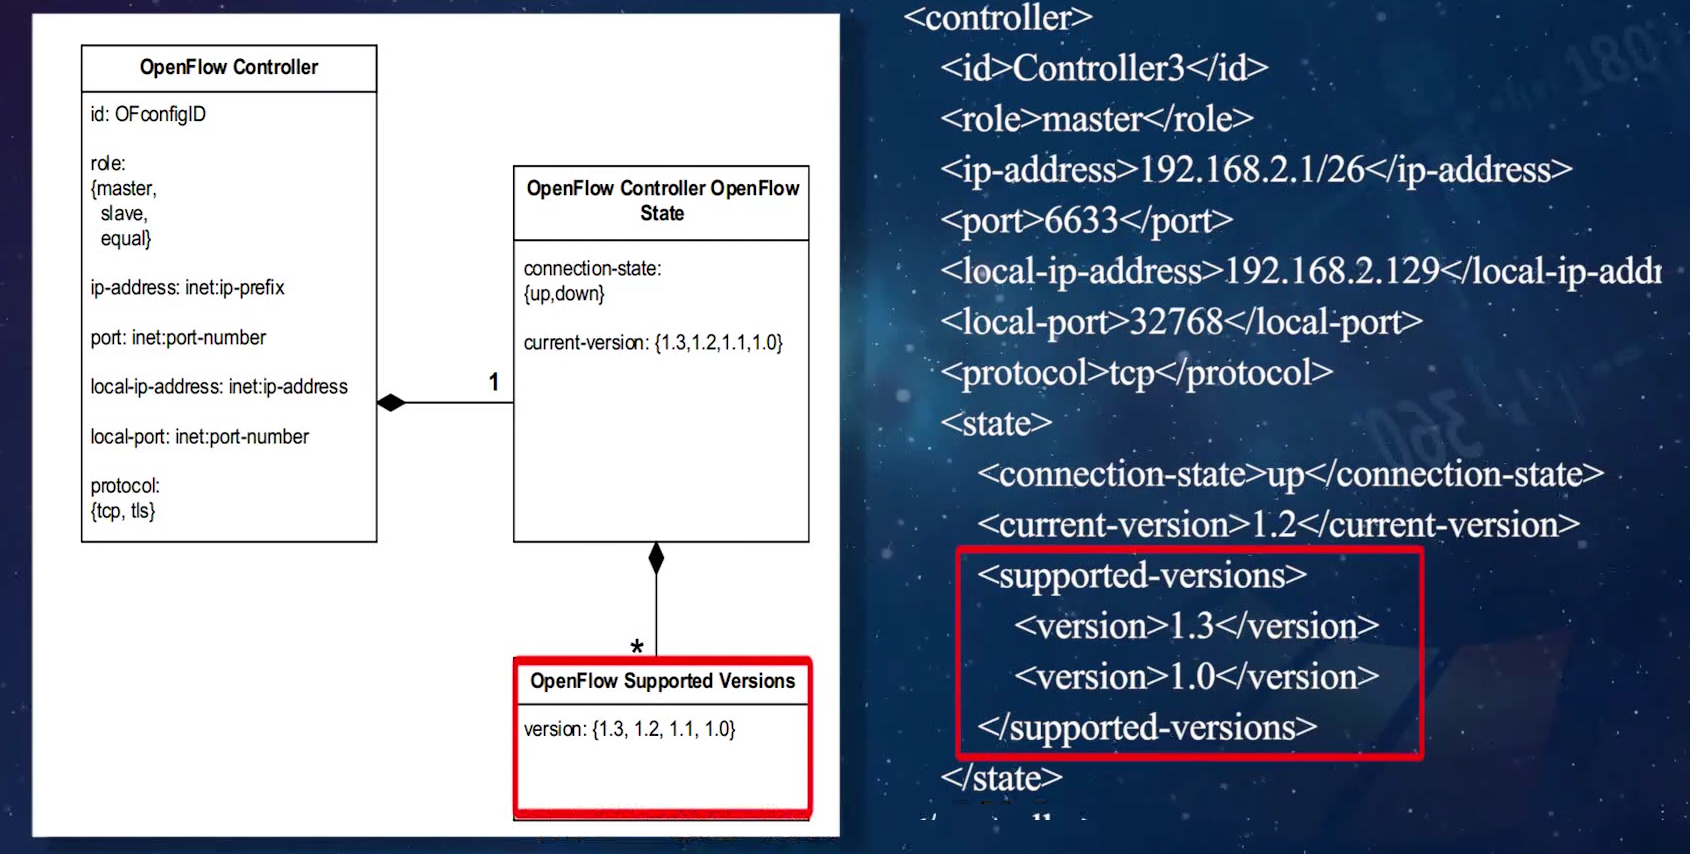 OpenFlow Controller
id: OFconfigID
role:
{master,
slave,
equal}
ip-address: inet:ip-prefix
port: inet:port-number
local-ip-address: inet:ip-address
local-port: inet:port-number
protocol:
{tcp, tls}
1
OpenFlow Controller OpenFlow
State
connection-state:
{up,down}
current-version: {1.3,1.2,1.1,1.0}
*
OpenFlow Supported Versions
version: {1.3, 1.2, 1.1, 1.0}
<controller>
<id>Controller3</id>
<role>master</role>
<ip-address>192.168.2.1/26</ip-address>
<port>6633</port>
<local-ip-address>192.168.2.129</local-ip-addr
<local-port>32768</local-port>
<protocol>tcp</protocol>
<state>
<connection-state>up</connection-state>
<current-version>1.2</current-version>
<supported-versions>
<version>1.3</version>
<version>1.0</version>
</supported-versions>
</state>
180
360